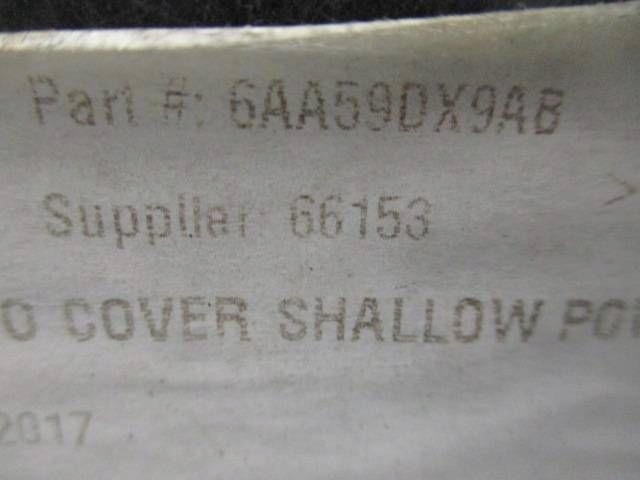 Part #: 6AA59DX9AB
Supplier 66153
O COVER SHALLOW PO
2017